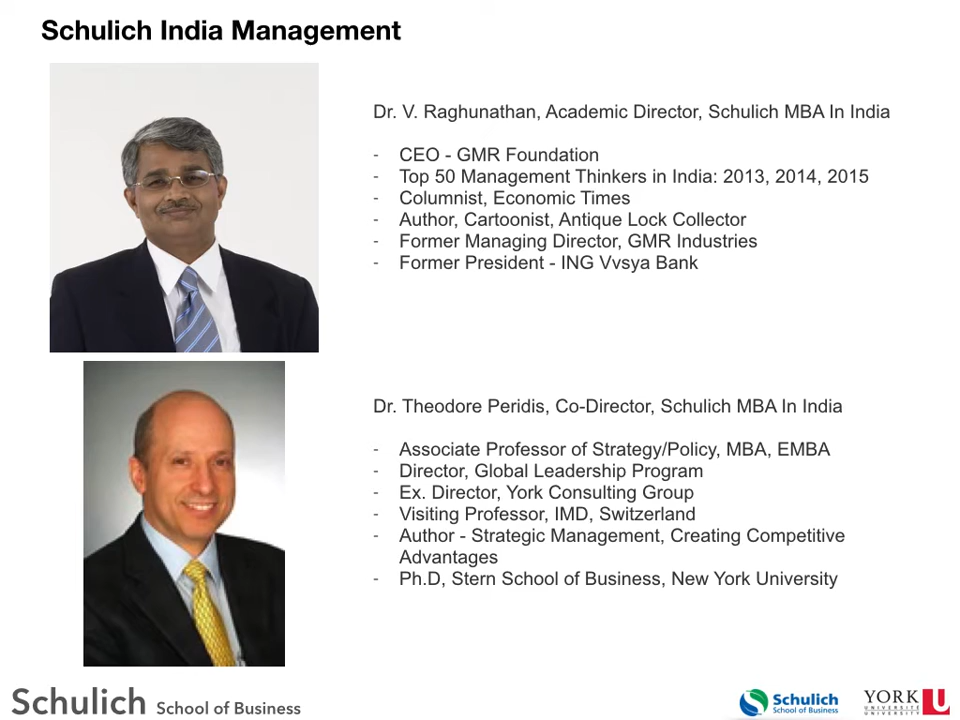 Schulich India Management
Dr. V. Raghunathan, Academic Director, Schulich MBA In India
- CEO - GMR Foundation
- Top 50 Management Thinkers in India: 2013, 2014, 2015
- Columnist, Economic Times
- Author, Cartoonist, Antique Lock Collector
- Former Managing Director, GMR Industries
- Former President - ING Vvsya Bank
Dr. Theodore Peridis, Co-Director, Schulich MBA In India
- Associate Professor of Strategy/Policy, MBA, EMBA
- Director, Global Leadership Program
- Ex. Director, York Consulting Group
- Visiting Professor, IMD, Switzerland
- Author - Strategic Management, Creating Competitive
Advantages
- Ph.D, Stern School of Business, New York University
Schulich School of Business
Schulich
School of Business
YORK U
UNIVERSITÉ
UNIVERSITY